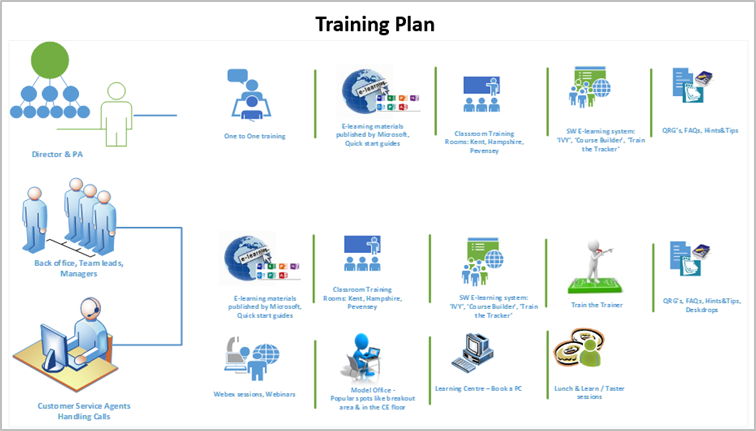 Training Plan
Director & PA
One to One training
e-learning
E-learning materials
published by Microsoft,
Quick start guides
Classroom Training
Rooms: Kent, Hampshire,
Pevensey
SW E-learning system:
'IVY', 'Course Builder', 'Train
the Tracker'
QRG's, FAQs, Hints&Tips
Back office, Team leads,
Managers
e-learning
E-learning materials
published by Microsoft,
Quick start guides
Classroom Training
Rooms: Kent, Hampshire,
Pevensey
SW E-learning system:
'IVY', 'Course Builder', 'Train
the Tracker'
Train the Trainer
QRG's, FAQs, Hints&Tips,
Deskdrops
Customer Service Agents
Handling Calls
Webex sessions, Webinars
Model Office -
Popular spots like breakout
area & in the CE floor
Learning Centre – Book a PC
Lunch & Learn / Taster
sessions